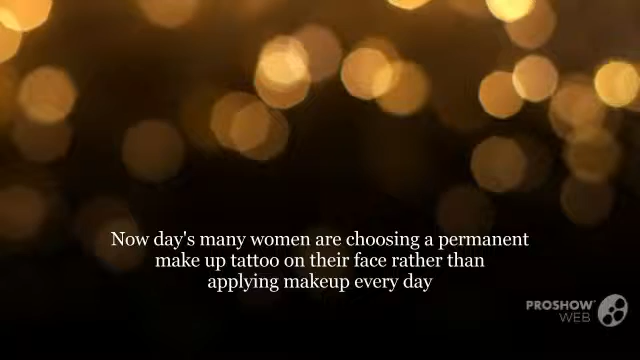 Now day's many women are choosing a permanent
make up tattoo on their face rather than
applying makeup every day
PROSHOW
WEB